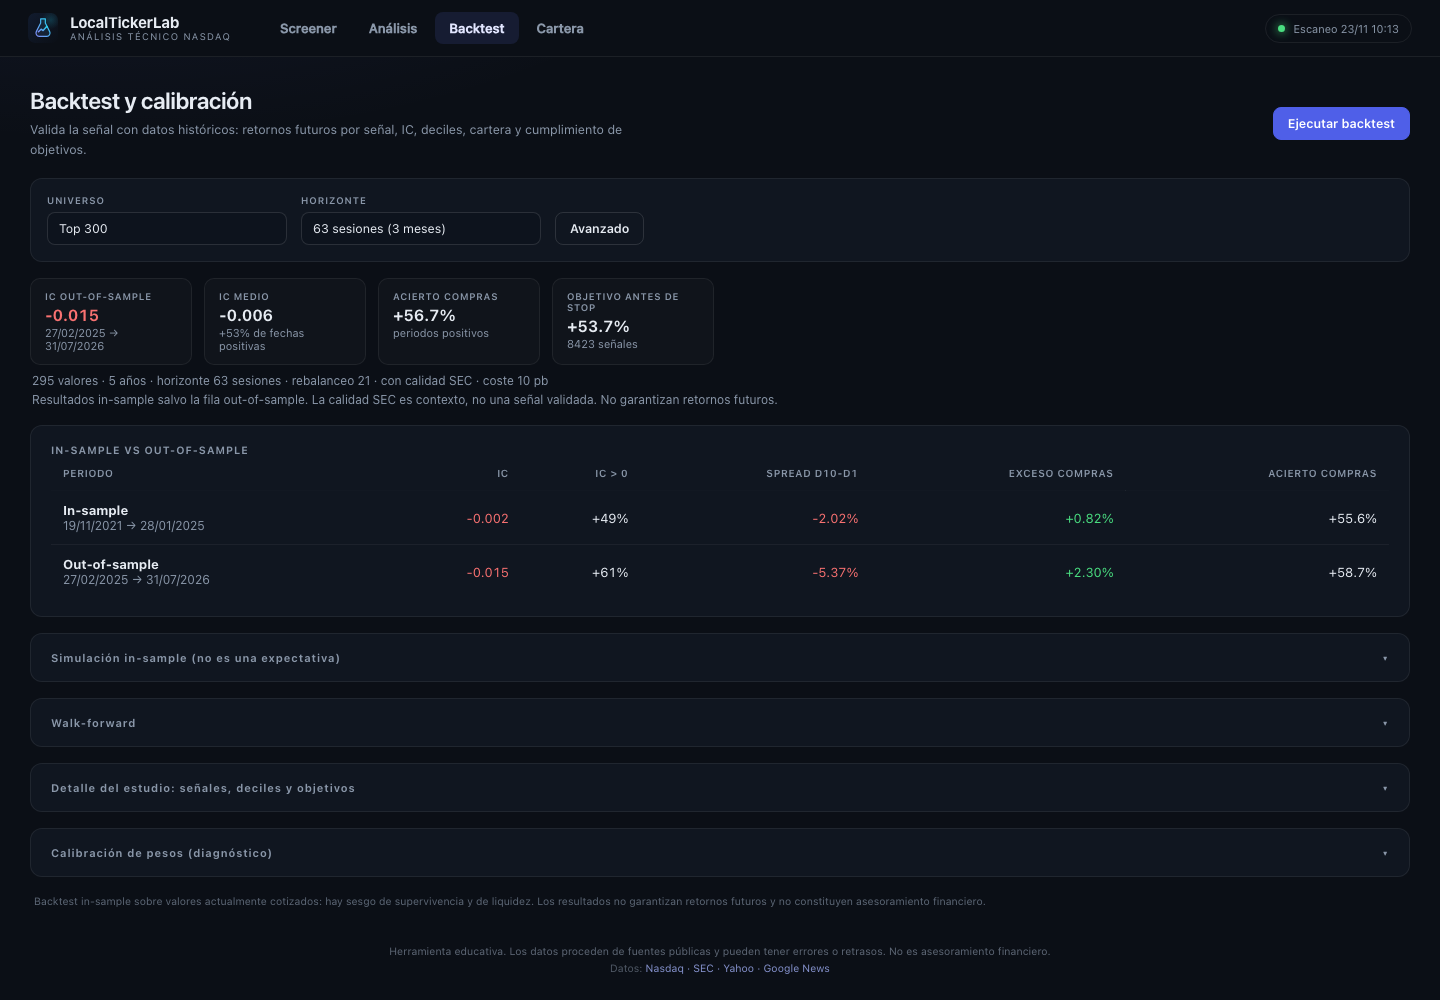 LocalTickerLab
ANÁLISIS TÉCNICO NASDAQ
Screener
Análisis
Backtest
Cartera
Escaneo 23/11 10:13
Backtest y calibración
Valida la señal con datos históricos: retornos futuros por señal, IC, deciles, cartera y cumplimiento de
objetivos.
Ejecutar backtest
UNIVERSO
HORIZONTE
Top 300
63 sesiones (3 meses)
Avanzado
IC OUT-OF-SAMPLE
-0.015
27/02/2025 →
31/07/2026
IC MEDIO
-0.006
+53% de fechas
positivas
ACIERTO COMPRAS
+56.7%
periodos positivos
OBJETIVO ANTES DE
STOP
+53.7%
8423 señales
295 valores · 5 años · horizonte 63 sesiones · rebalanceo 21 · con calidad SEC · coste 10 pb
Resultados in-sample salvo la fila out-of-sample. La calidad SEC es contexto, no una señal validada. No garantizan retornos futuros.
IN-SAMPLE VS OUT-OF-SAMPLE
PERIODO IC IC > 0 SPREAD D10-D1 EXCESO COMPRAS ACIERTO COMPRAS
In-sample
19/11/2021 → 28/01/2025
-0.002 +49% -2.02% +0.82% +55.6%
Out-of-sample
27/02/2025 → 31/07/2026
-0.015 +61% -5.37% +2.30% +58.7%
Simulación in-sample (no es una expectativa)
Walk-forward
Detalle del estudio: señales, deciles y objetivos
Calibración de pesos (diagnóstico)
Backtest in-sample sobre valores actualmente cotizados: hay sesgo de supervivencia y de liquidez. Los resultados no garantizan retornos futuros y no constituyen asesoramiento financiero.
Herramienta educativa. Los datos proceden de fuentes públicas y pueden tener errores o retrasos. No es asesoramiento financiero.
Datos: Nasdaq · SEC · Yahoo · Google News